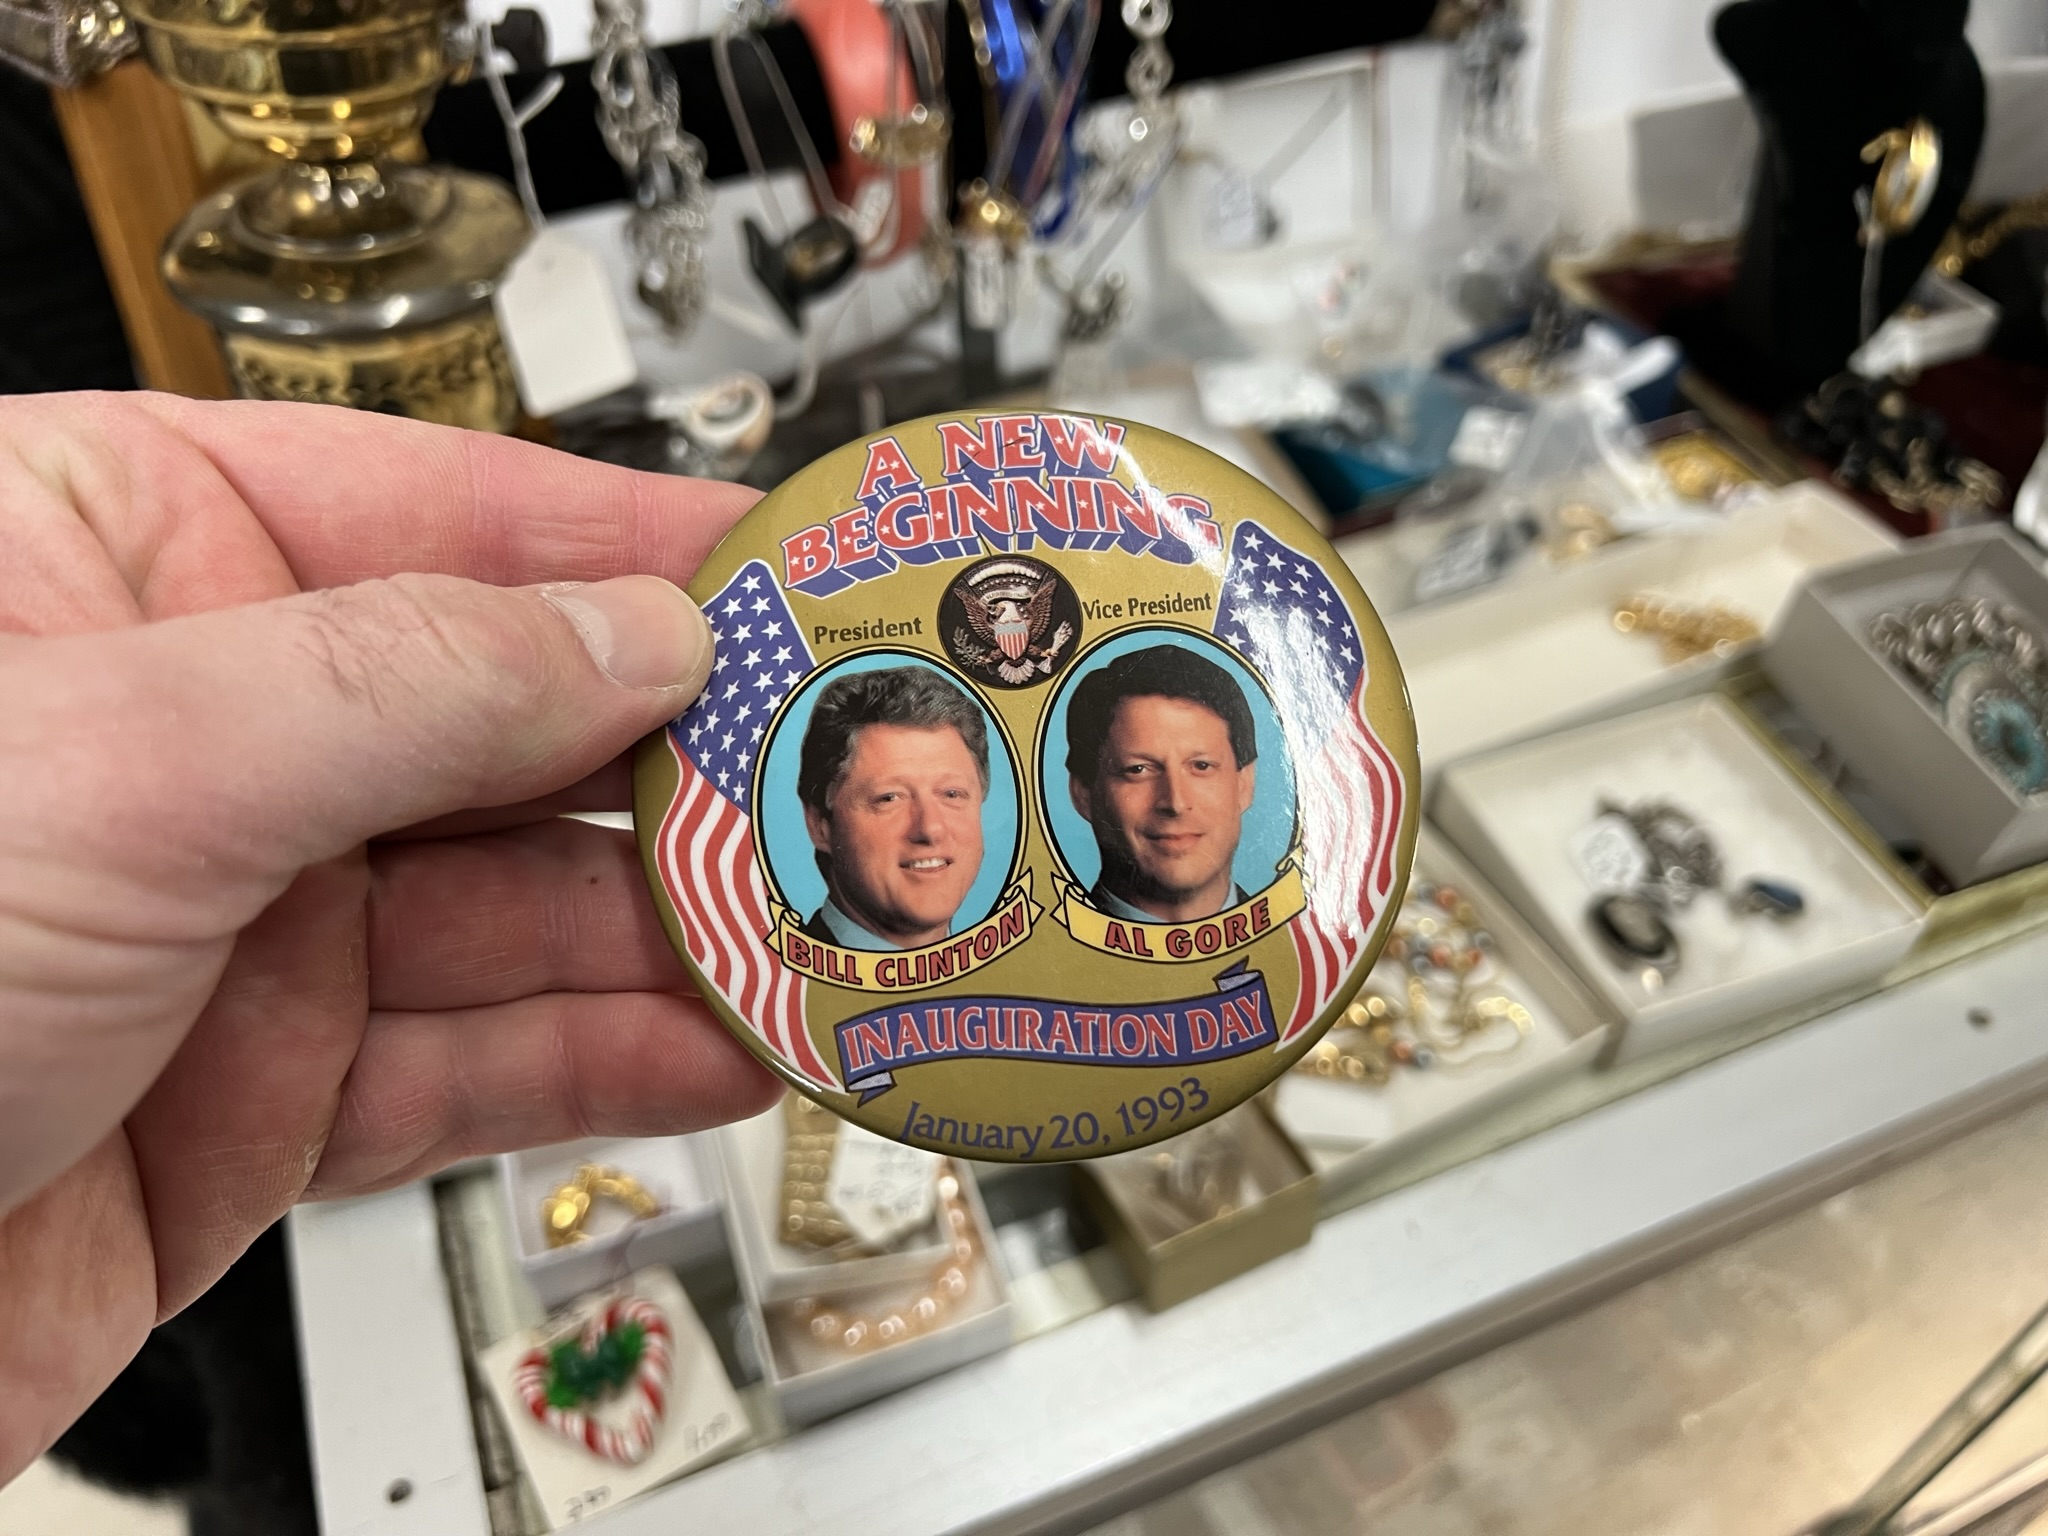 A NEW
BEGINNING
President
Vice President
BILL CLINTON
AL GORE
INAUGURATION DAY
January 20, 1993